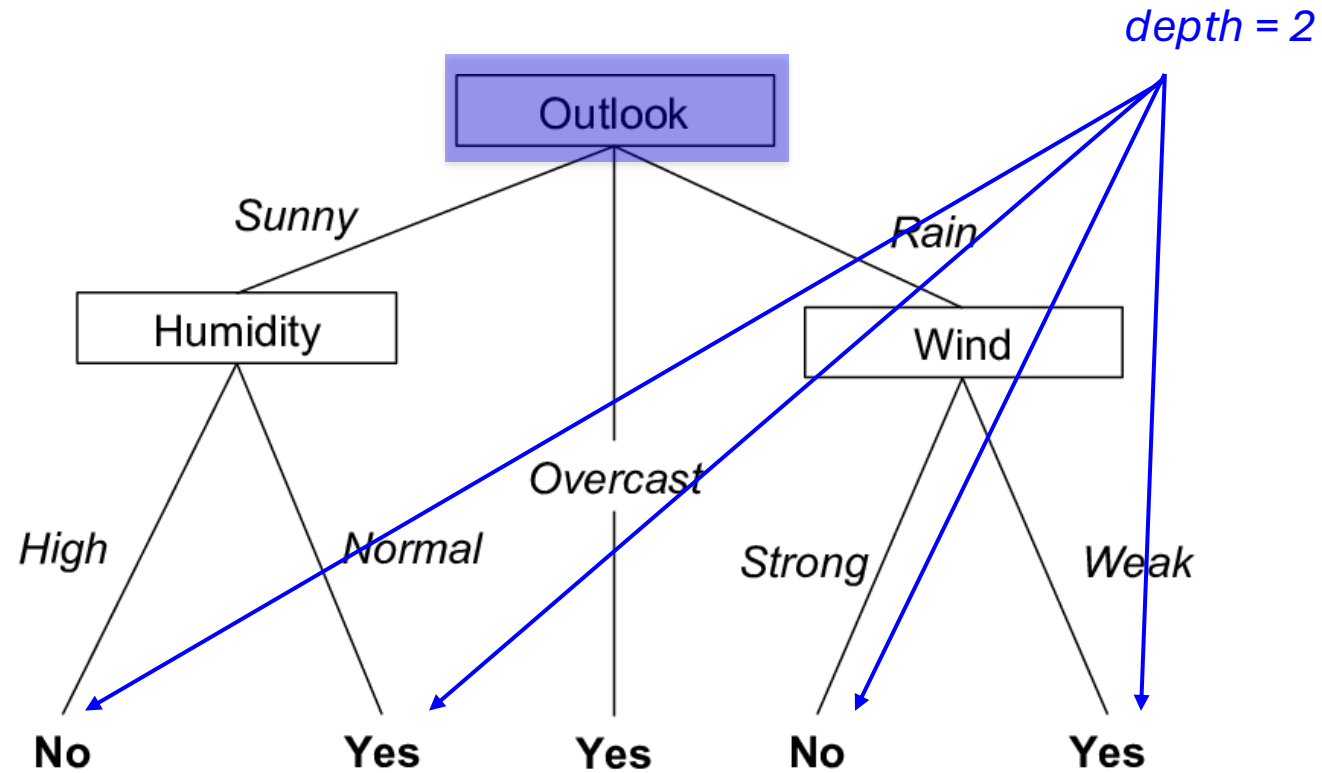 depth = 2
Outlook
Sunny
Rain
Humidity
Wind
Overcast
High
Normal
Strong
Weak
No
Yes
Yes
No
Yes